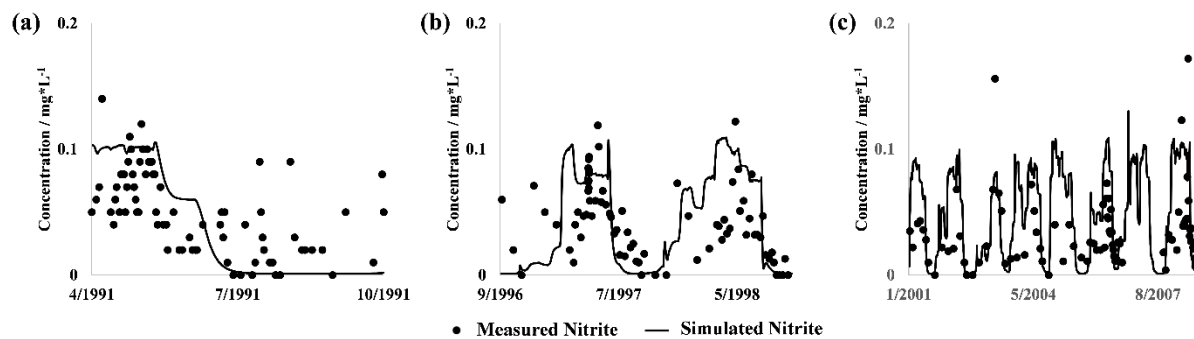 (a)
0.2
0.1
0
Concentration / mg*L-1
4/1991
7/1991
10/1991
(b)
0.2
0.1
0
Concentration / mg*L-1
9/1996
7/1997
5/1998
(c)
0.2
0.1
0
Concentration / mg*L-1
1/2001
5/2004
8/2007
Measured Nitrite
Simulated Nitrite